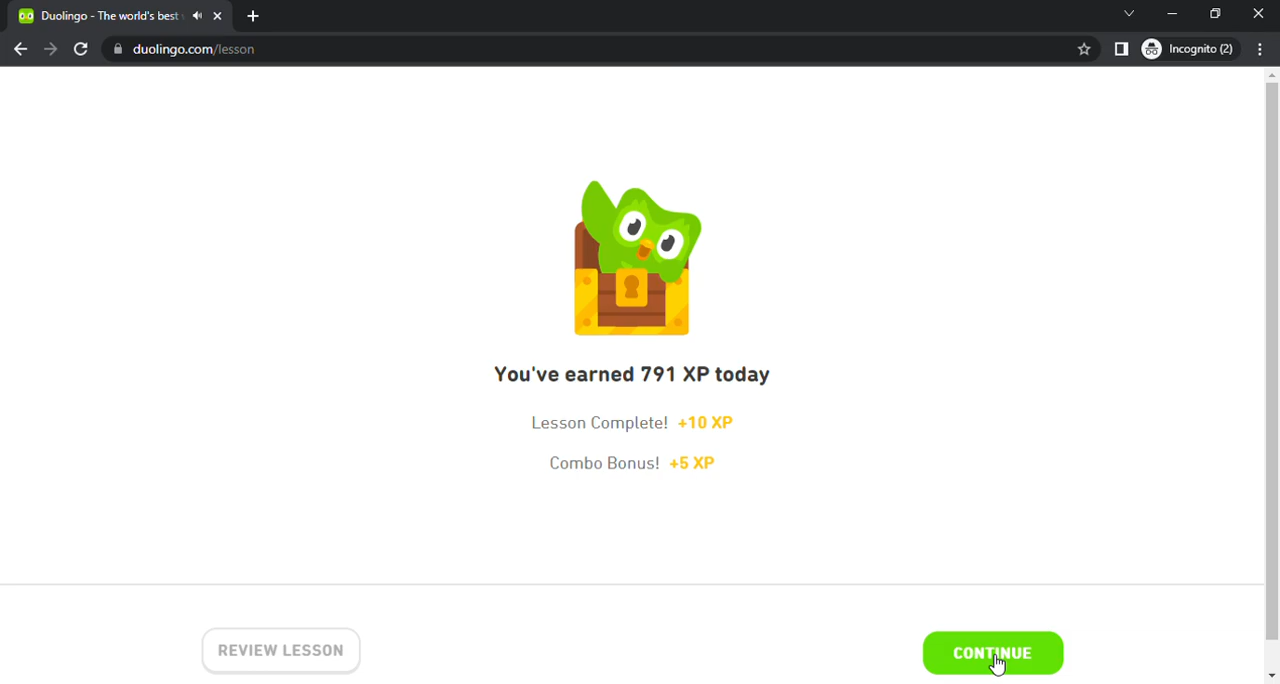 Duolingo - The world's best
duolingo.com/lesson
Incognito (2)
You've earned 791 XP today
Lesson Complete! +10 XP
Combo Bonus! +5 XP
REVIEW LESSON
CONTINUE